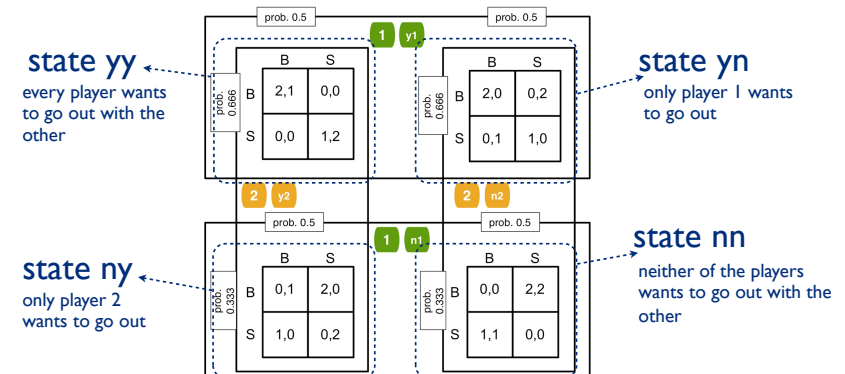 prob. 0.5
prob. 0.5
1 y1
state yy
every player wants
to go out with the
other
prob.
0.666
B S
B 2,1 0,0
S 0,0 1,2
prob.
0.666
B S
B 2,0 0,2
S 0,1 1,0
state yn
only player 1 wants
to go out
2 y2
2 n2
prob. 0.5
prob. 0.5
1 n1
state ny
only player 2
wants to go out
prob.
0.333
B S
B 0,1 2,0
S 1,0 0,2
prob.
0.333
B S
B 0,0 2,2
S 1,1 0,0
state nn
neither of the players
wants to go out with the
other